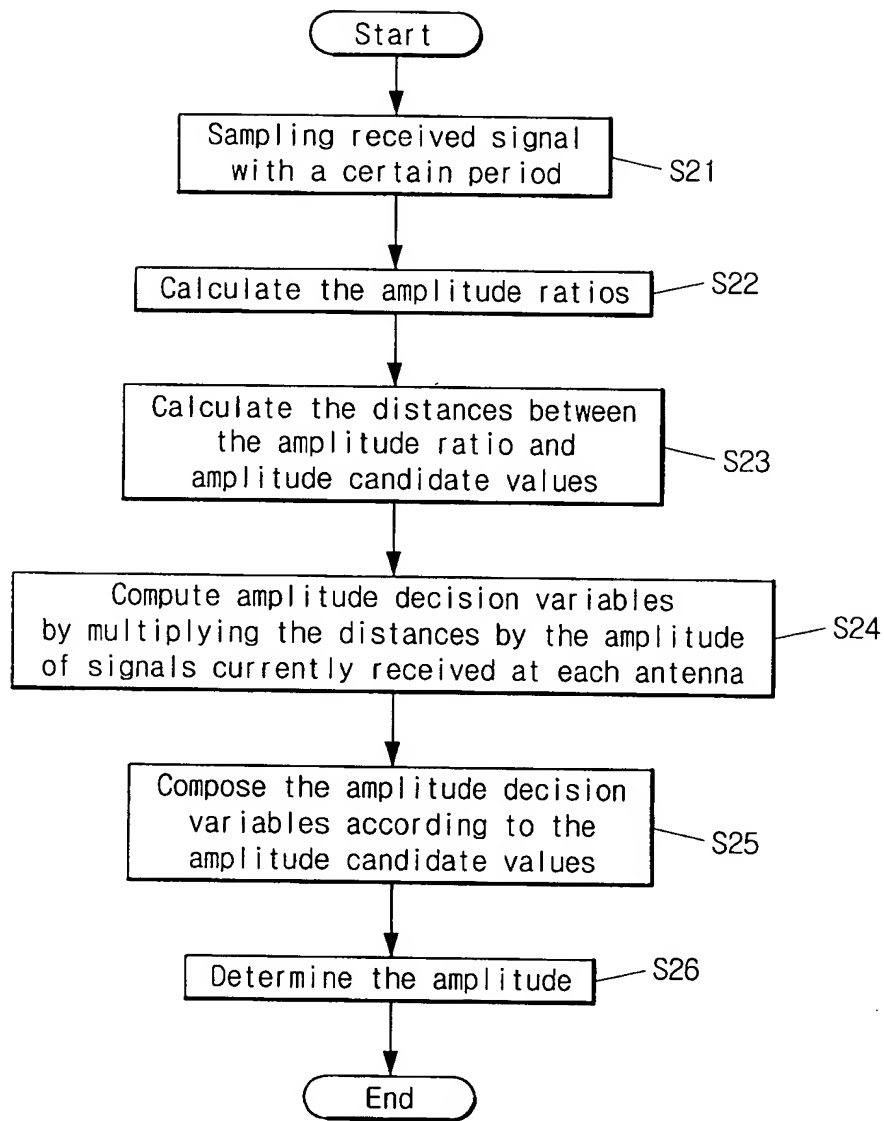 Start
Sampling received signal
with a certain period
S21
Calculate the amplitude ratios
S22
Calculate the distances between
the amplitude ratio and
amplitude candidate values
S23
Compute amplitude decision variables
by multiplying the distances by the amplitude
of signals currently received at each antenna
S24
Compose the amplitude decision
variables according to the
amplitude candidate values
S25
Determine the amplitude
S26
End